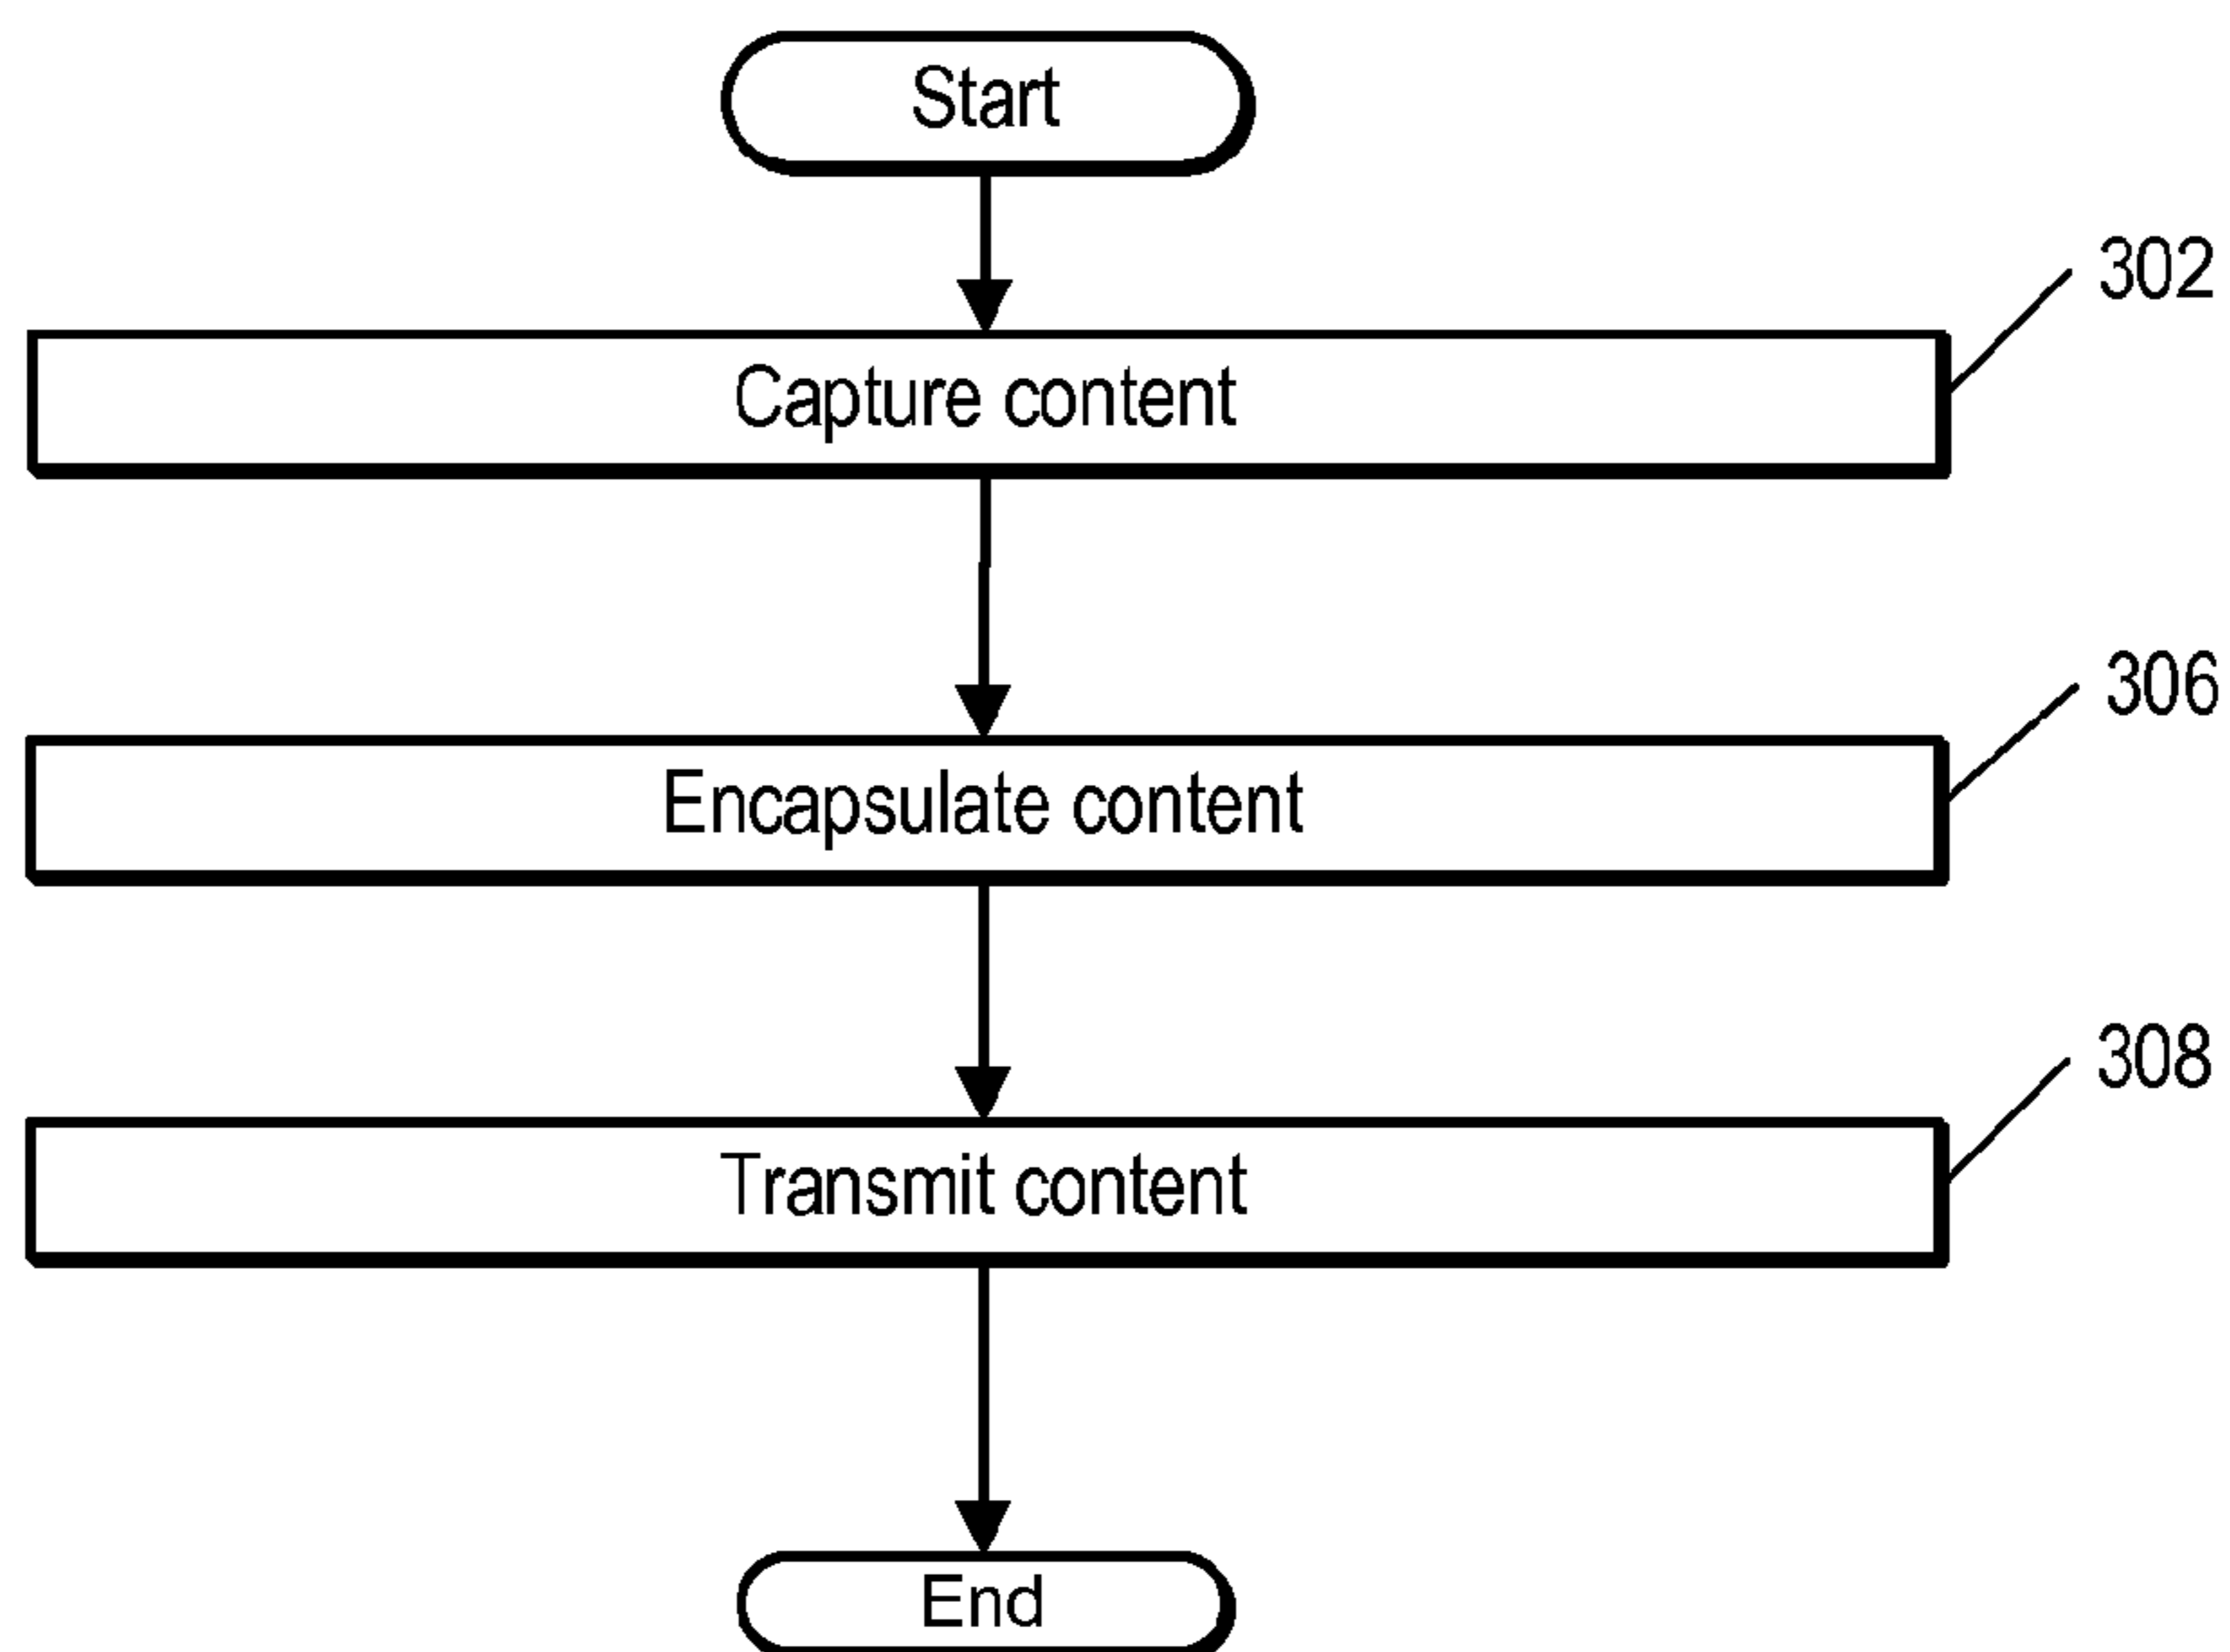 Start
302
Capture content
306
Encapsulate content
308
Transmit content
End